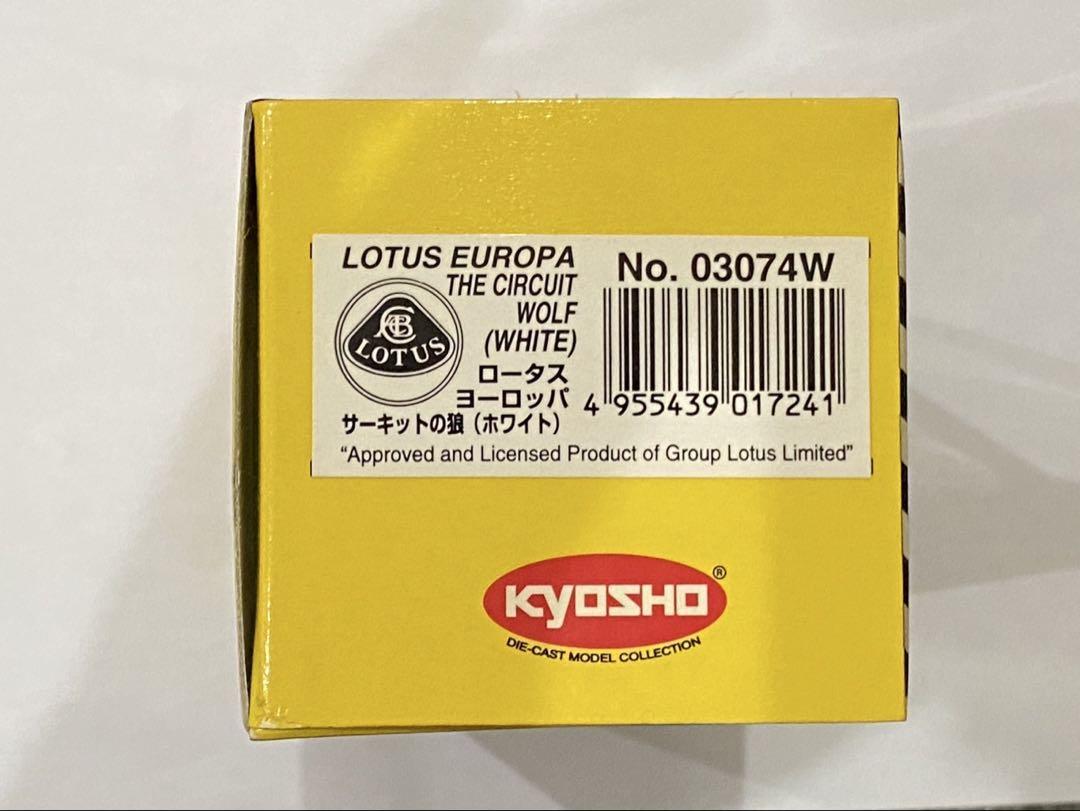 LOTUS EUROPA
THE CIRCUIT
WOLF
(WHITE)
LOTUS
ロータス
ヨーロッパ
サーキットの狼（ホワイト）
No. 03074W
4 955439 017241
"Approved and Licensed Product of Group Lotus Limited"
KYOSHO ®
DIE-CAST MODEL COLLECTION